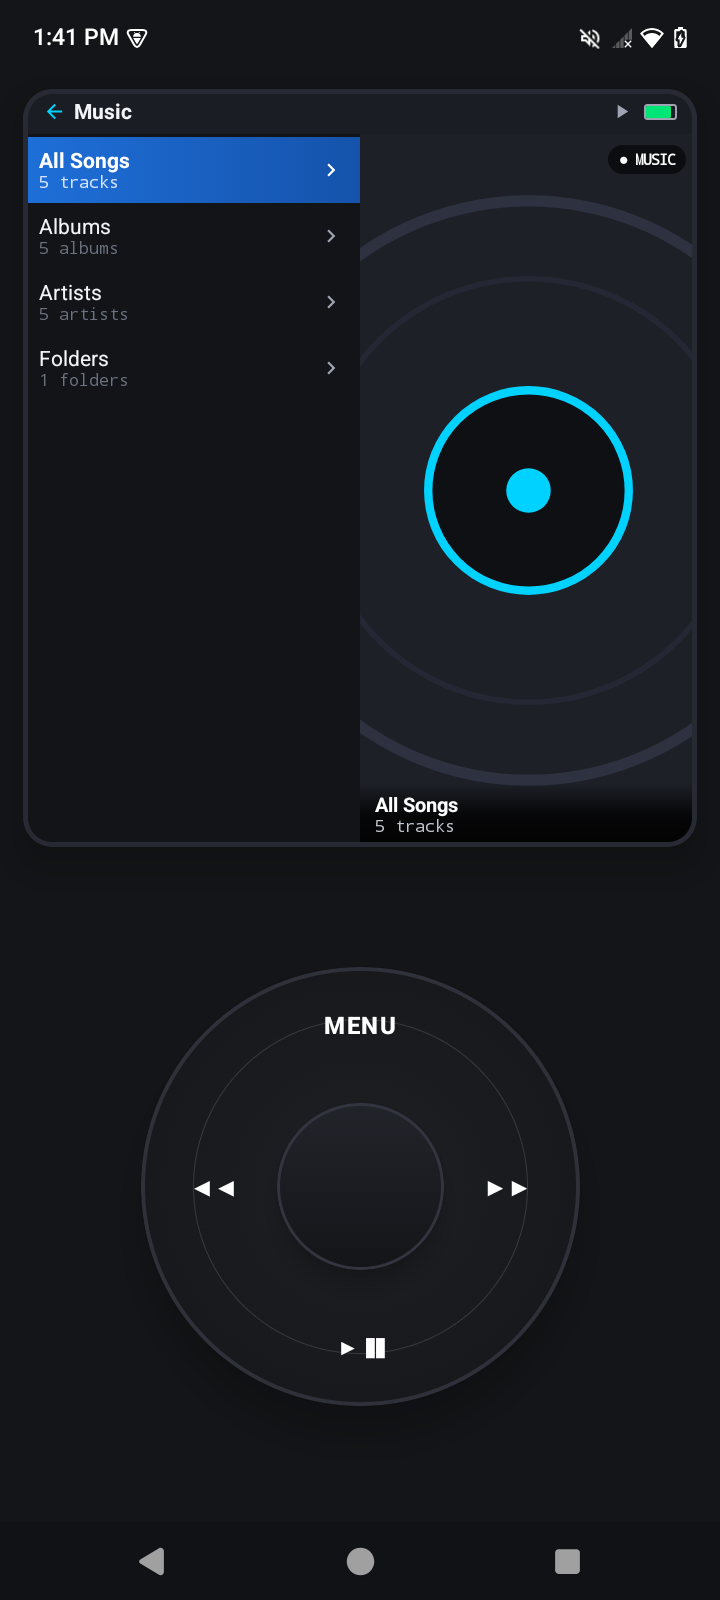 1:41 PM
Music
All Songs
5 tracks
Albums
5 albums
Artists
5 artists
Folders
1 folders
● MUSIC
All Songs
5 tracks
MENU